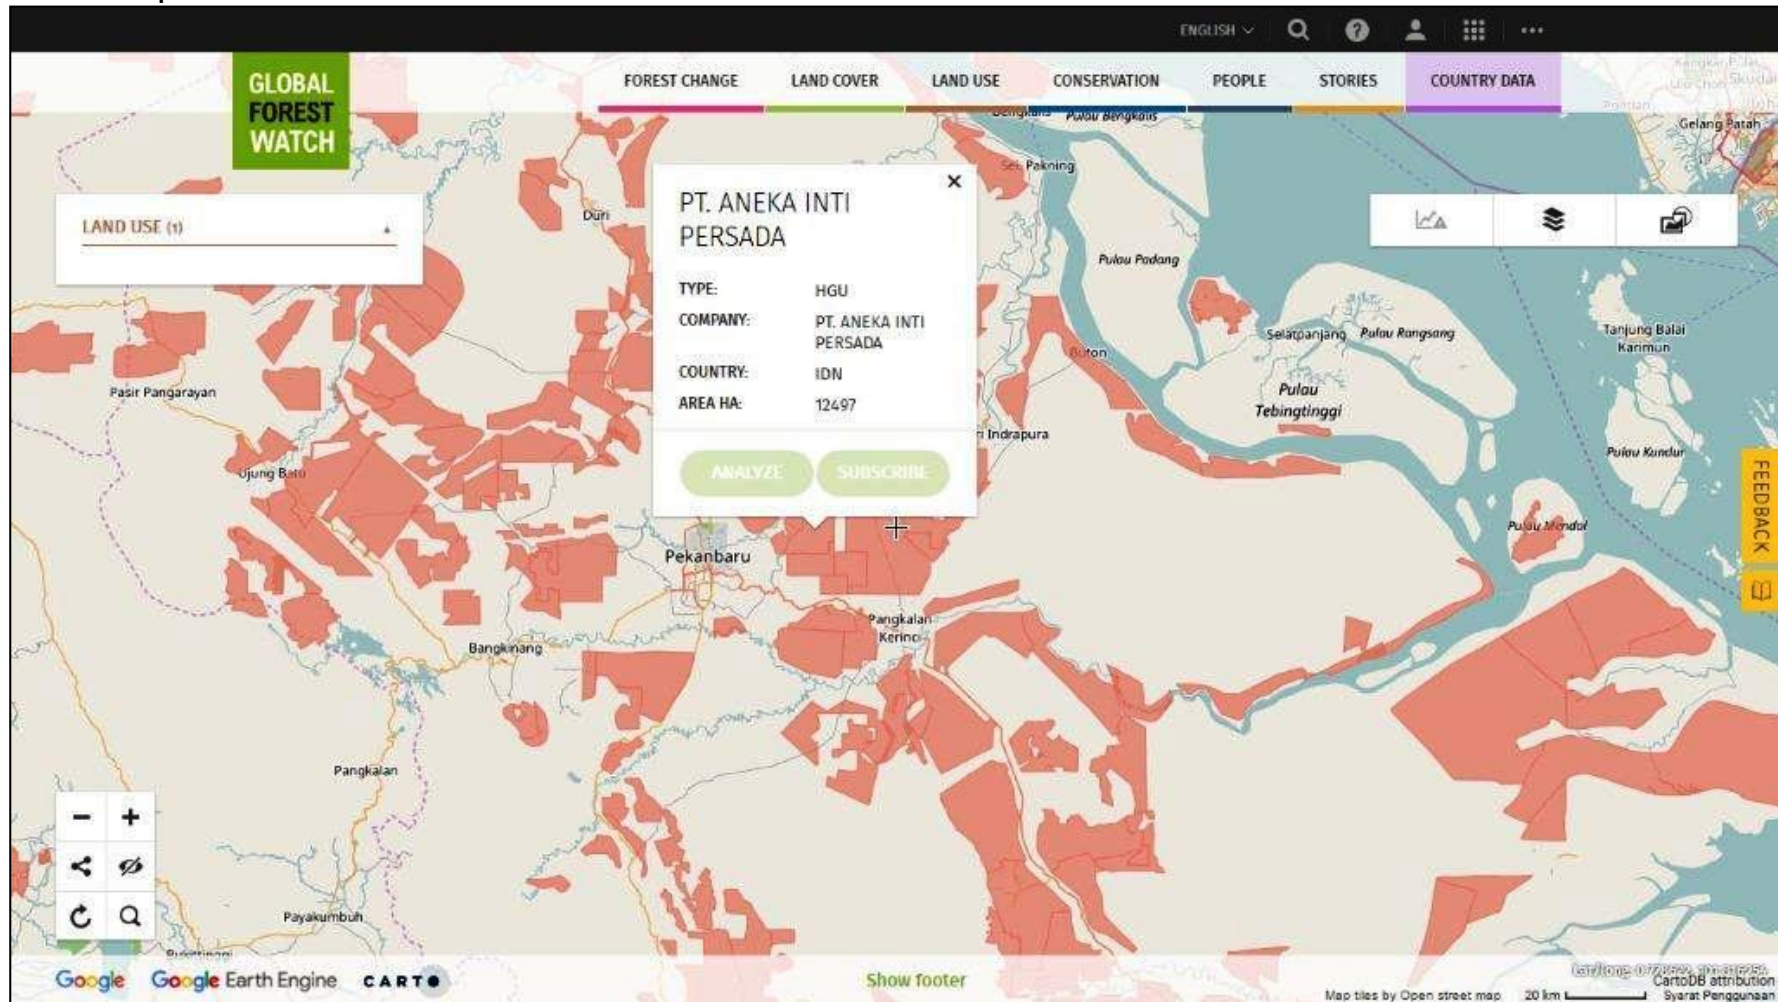 ENGLISH
GLOBAL
FOREST
WATCH
FOREST CHANGE
LAND COVER
LAND USE
CONSERVATION
PEOPLE
STORIES
COUNTRY DATA
Pulau Bengkalis
Gelang Patah
Pakning
LAND USE (1)
Duri
PT. ANEKA INTI
PERSADA
TYPE: HGU
COMPANY: PT. ANEKA INTI
PERSADA
COUNTRY: IDN
AREA HA: 12497
ANALYZE
SUBSCRIBE
Pulau Padang
Selatpanjang
Pulau Rangsang
Tanjung Balai
Karimun
Buton
Pasir Pangarayan
Pulau
Tebingtinggi
Indrapura
Pulau Kundur
Ujung Batu
FEEDBACK
Pulau Mendol
Pekanbaru
Pangkalan
Kerinci
Bangkinang
Pangkalan
Payakumbuh
Google
Google Earth Engine
CARTO
Show footer
CartoDB attribution
Map tiles by Open street map
20 km
Syarat Penggunaan